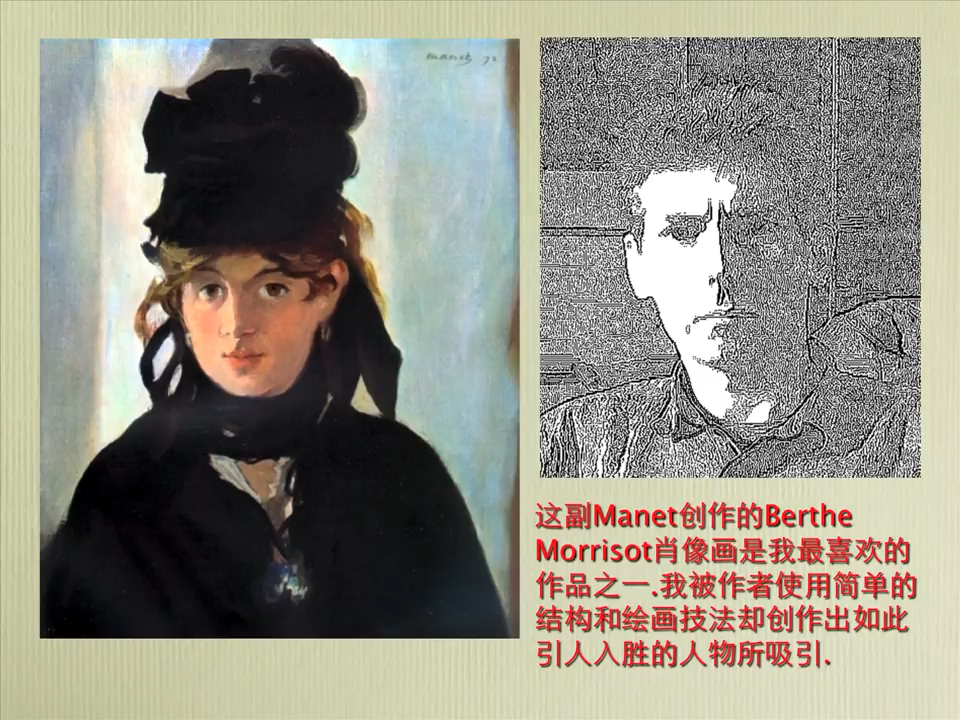 manet 72
这副Manet创作的Berthe
Morrisot肖像画是我最喜欢的
作品之一.我被作者使用简单的
结构和绘画技法却创作出如此
引人入胜的人物所吸引.